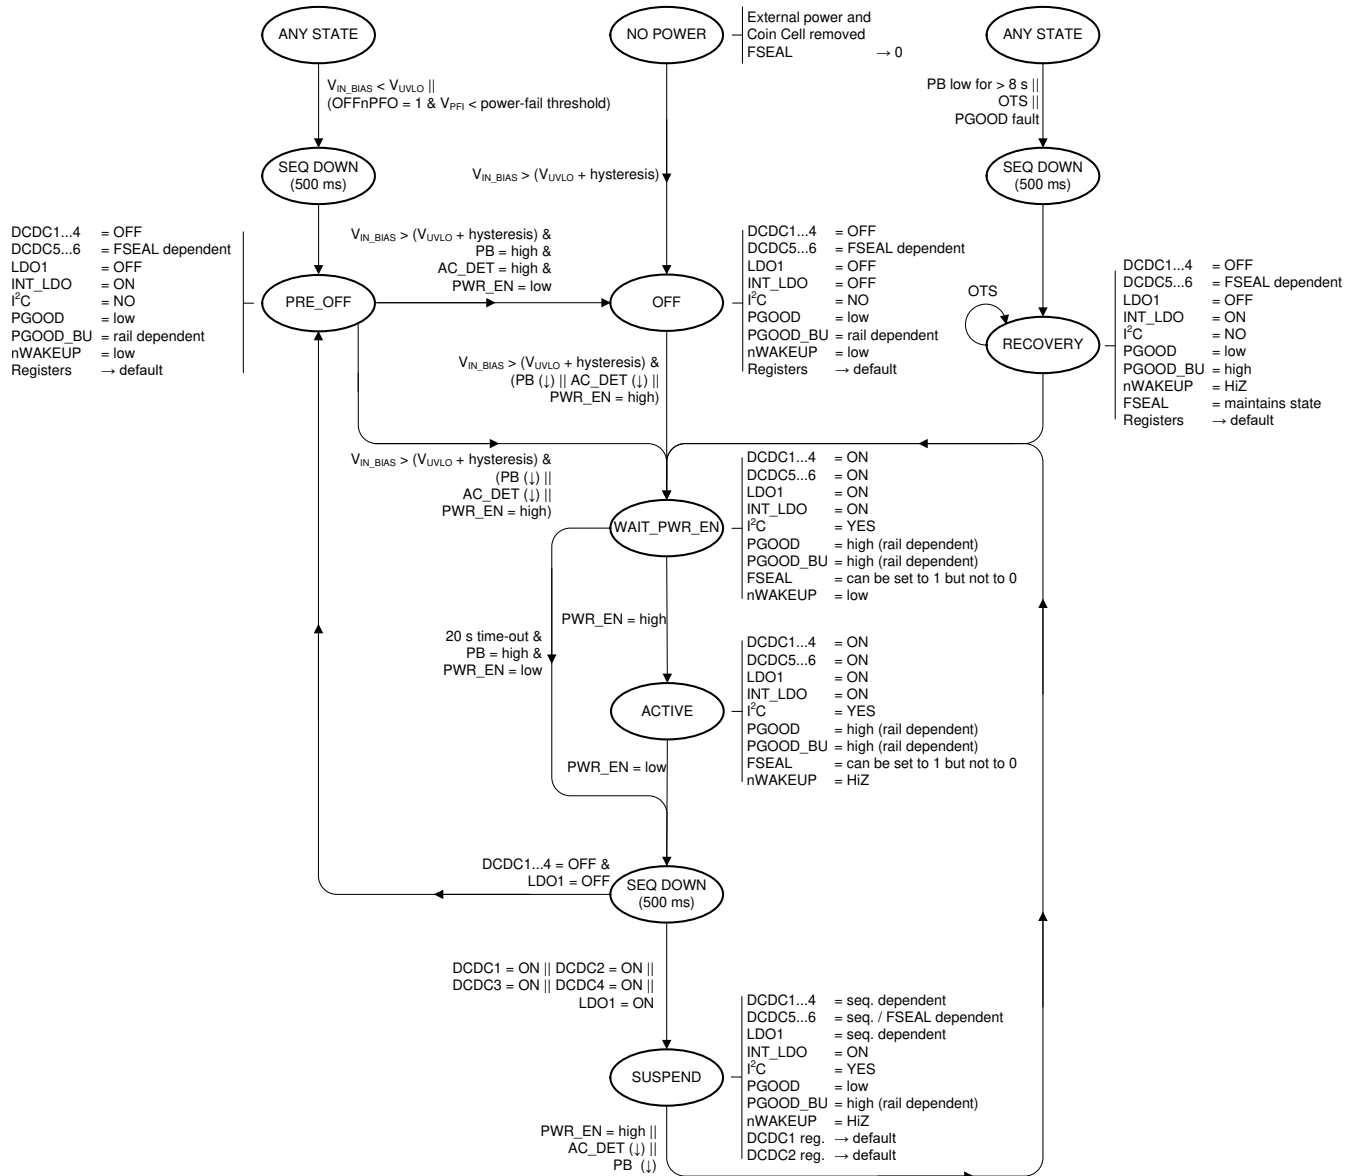 ANY STATE
NO POWER
External power and
Coin Cell removed
FSEAL → 0
ANY STATE
V_IN_BIAS < V_UVLO ||
(OFFnPFO = 1 & V_PFI < power-fail threshold)
PB low for > 8 s ||
OTS ||
PGOOD fault
SEQ DOWN
(500 ms)
V_IN_BIAS > (V_UVLO + hysteresis)
SEQ DOWN
(500 ms)
DCDC1...4 = OFF
DCDC5...6 = FSEAL dependent
LDO1 = OFF
INT_LDO = ON
I²C = NO
PGOOD = low
PGOOD_BU = rail dependent
nWAKEUP = low
Registers → default
PRE_OFF
V_IN_BIAS > (V_UVLO + hysteresis) &
PB = high &
AC_DET = high &
PWR_EN = low
OFF
DCDC1...4 = OFF
DCDC5...6 = FSEAL dependent
LDO1 = OFF
INT_LDO = OFF
I²C = NO
PGOOD = low
PGOOD_BU = rail dependent
nWAKEUP = low
Registers → default
OTS
RECOVERY
DCDC1...4 = OFF
DCDC5...6 = FSEAL dependent
LDO1 = OFF
INT_LDO = ON
I²C = NO
PGOOD = low
PGOOD_BU = high
nWAKEUP = HiZ
FSEAL = maintains state
Registers → default
V_IN_BIAS > (V_UVLO + hysteresis) &
(PB (↓) || AC_DET (↓) ||
PWR_EN = high)
V_IN_BIAS > (V_UVLO + hysteresis) &
(PB (↓) ||
AC_DET (↓) ||
PWR_EN = high)
WAIT_PWR_EN
DCDC1...4 = ON
DCDC5...6 = ON
LDO1 = ON
INT_LDO = ON
I²C = YES
PGOOD = high (rail dependent)
PGOOD_BU = high (rail dependent)
FSEAL = can be set to 1 but not to 0
nWAKEUP = low
PWR_EN = high
20 s time-out &
PB = high &
PWR_EN = low
ACTIVE
DCDC1...4 = ON
DCDC5...6 = ON
LDO1 = ON
INT_LDO = ON
I²C = YES
PGOOD = high (rail dependent)
PGOOD_BU = high (rail dependent)
FSEAL = can be set to 1 but not to 0
nWAKEUP = HiZ
PWR_EN = low
DCDC1...4 = OFF &
LDO1 = OFF
SEQ DOWN
(500 ms)
DCDC1 = ON || DCDC2 = ON ||
DCDC3 = ON || DCDC4 = ON ||
LDO1 = ON
SUSPEND
DCDC1...4 = seq. dependent
DCDC5...6 = seq. / FSEAL dependent
LDO1 = seq. dependent
INT_LDO = ON
I²C = YES
PGOOD = low
PGOOD_BU = high (rail dependent)
nWAKEUP = HiZ
DCDC1 reg. → default
DCDC2 reg. → default
PWR_EN = high ||
AC_DET (↓) ||
PB (↓)